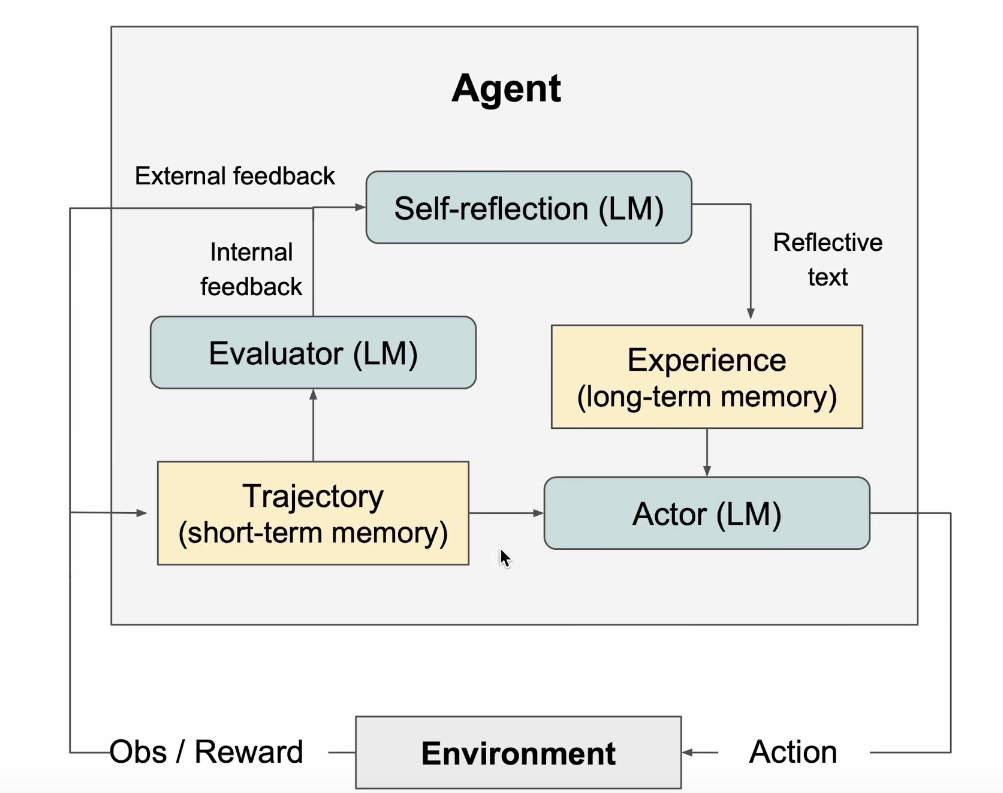 Agent
External feedback
Self-reflection (LM)
Internal
feedback
Reflective
text
Evaluator (LM)
Experience
(long-term memory)
Trajectory
(short-term memory)
Actor (LM)
Obs / Reward
Environment
Action